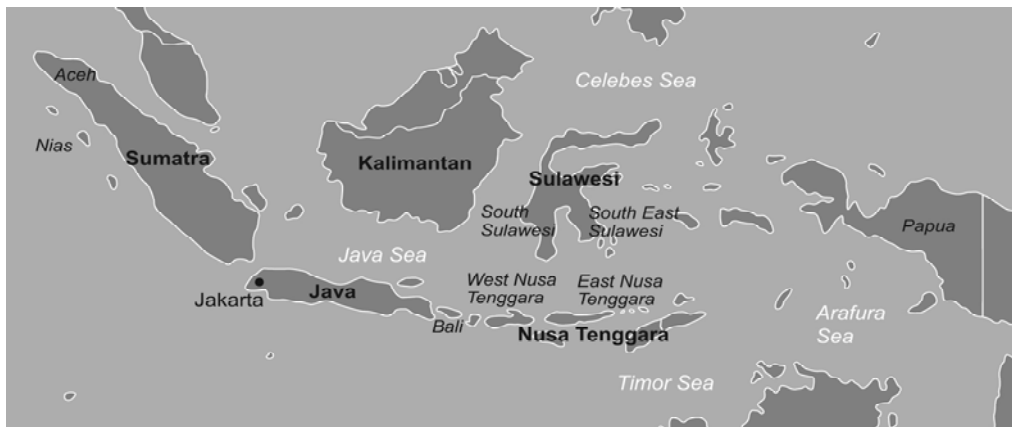 Celebes Sea
Aceh
Nias
Sumatra
Kalimantan
Sulawesi
South
Sulawesi
South East
Sulawesi
Papua
Java Sea
Jakarta
Java
West Nusa
Tenggara
East Nusa
Tenggara
Bali
Nusa Tenggara
Arafura
Sea
Timor Sea